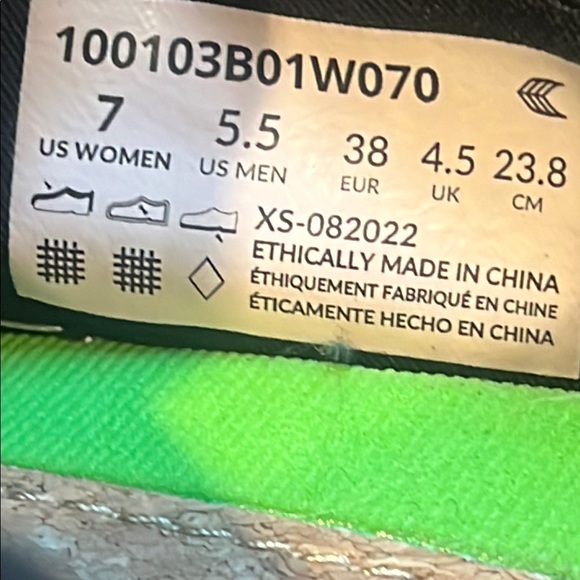 100103B01W070
7 5.5 38 4.5 23.8
US WOMEN US MEN EUR UK CM
XS-082022
ETHICALLY MADE IN CHINA
ÉTHIQUEMENT FABRIQUÉ EN CHINE
ÉTICAMENTE HECHO EN CHINA